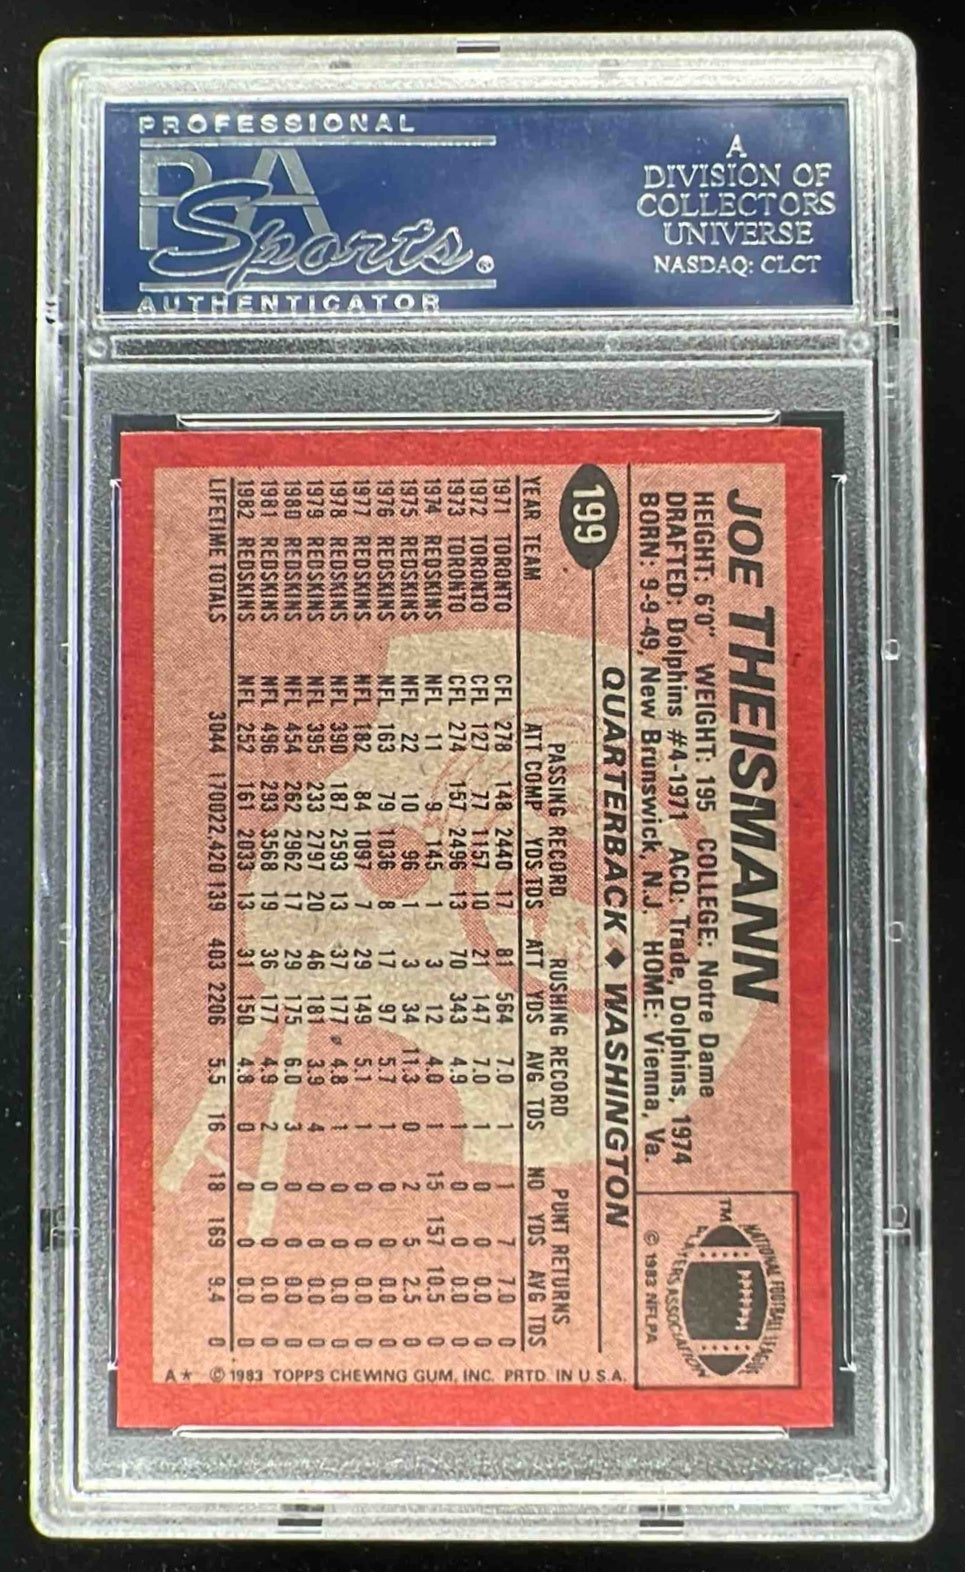 PROFESSIONAL
PSA
Sports®
AUTHENTICATOR
A
DIVISION OF
COLLECTORS
UNIVERSE
NASDAQ: CLCT
JOE THEISMANN
HEIGHT: 6'0" WEIGHT: 195 COLLEGE: Notre Dame
DRAFTED: Dolphins #4-1971 ACQ: Trade, Dolphins, 1974
BORN: 9-9-49, New Brunswick, N.J. HOME: Vienna, Va.
NATIONAL FOOTBALL LEAGUE
PLAYERS ASSOCIATION
TM
© 1983 NFLPA
199
QUARTERBACK ♦ WASHINGTON
PASSING RECORD RUSHING RECORD PUNT RETURNS
YEAR TEAM ATT COMP YDS TDS ATT YDS AVG TDS NO YDS AVG TDS
1971 TORONTO CFL 278 148 2440 17 81 564 7.0 1 1 7 7.0 0
1972 TORONTO CFL 127 77 1157 10 21 147 7.0 1 0 0 0.0 0
1973 TORONTO CFL 274 157 2496 13 70 343 4.9 1 0 0 0.0 0
1974 REDSKINS NFL 11 9 145 1 3 12 4.0 1 15 157 10.5 0
1975 REDSKINS NFL 22 10 96 1 3 34 11.3 0 2 5 2.5 0
1976 REDSKINS NFL 163 79 1036 8 17 97 5.7 1 0 0 0.0 0
1977 REDSKINS NFL 182 84 1097 7 29 149 5.1 1 0 0 0.0 0
1978 REDSKINS NFL 390 187 2593 13 37 177 4.8 1 0 0 0.0 0
1979 REDSKINS NFL 395 233 2797 20 46 181 3.9 4 0 0 0.0 0
1980 REDSKINS NFL 454 262 2962 17 29 175 6.0 3 0 0 0.0 0
1981 REDSKINS NFL 496 293 3568 19 36 177 4.9 2 0 0 0.0 0
1982 REDSKINS NFL 252 161 2033 13 31 150 4.8 0 0 0 0.0 0
LIFETIME TOTALS 3044 1700 22,420 139 403 2206 5.5 16 18 169 9.4 0
A* © 1983 TOPPS CHEWING GUM, INC. PRTD. IN U.S.A.